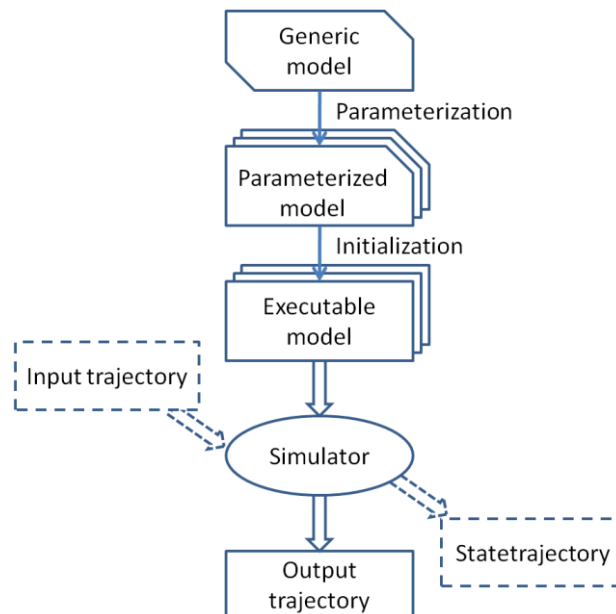 Generic
model
Parameterization
Parameterized
model
Initialization
Executable
model
Input trajectory
Simulator
Statetrajectory
Output
trajectory